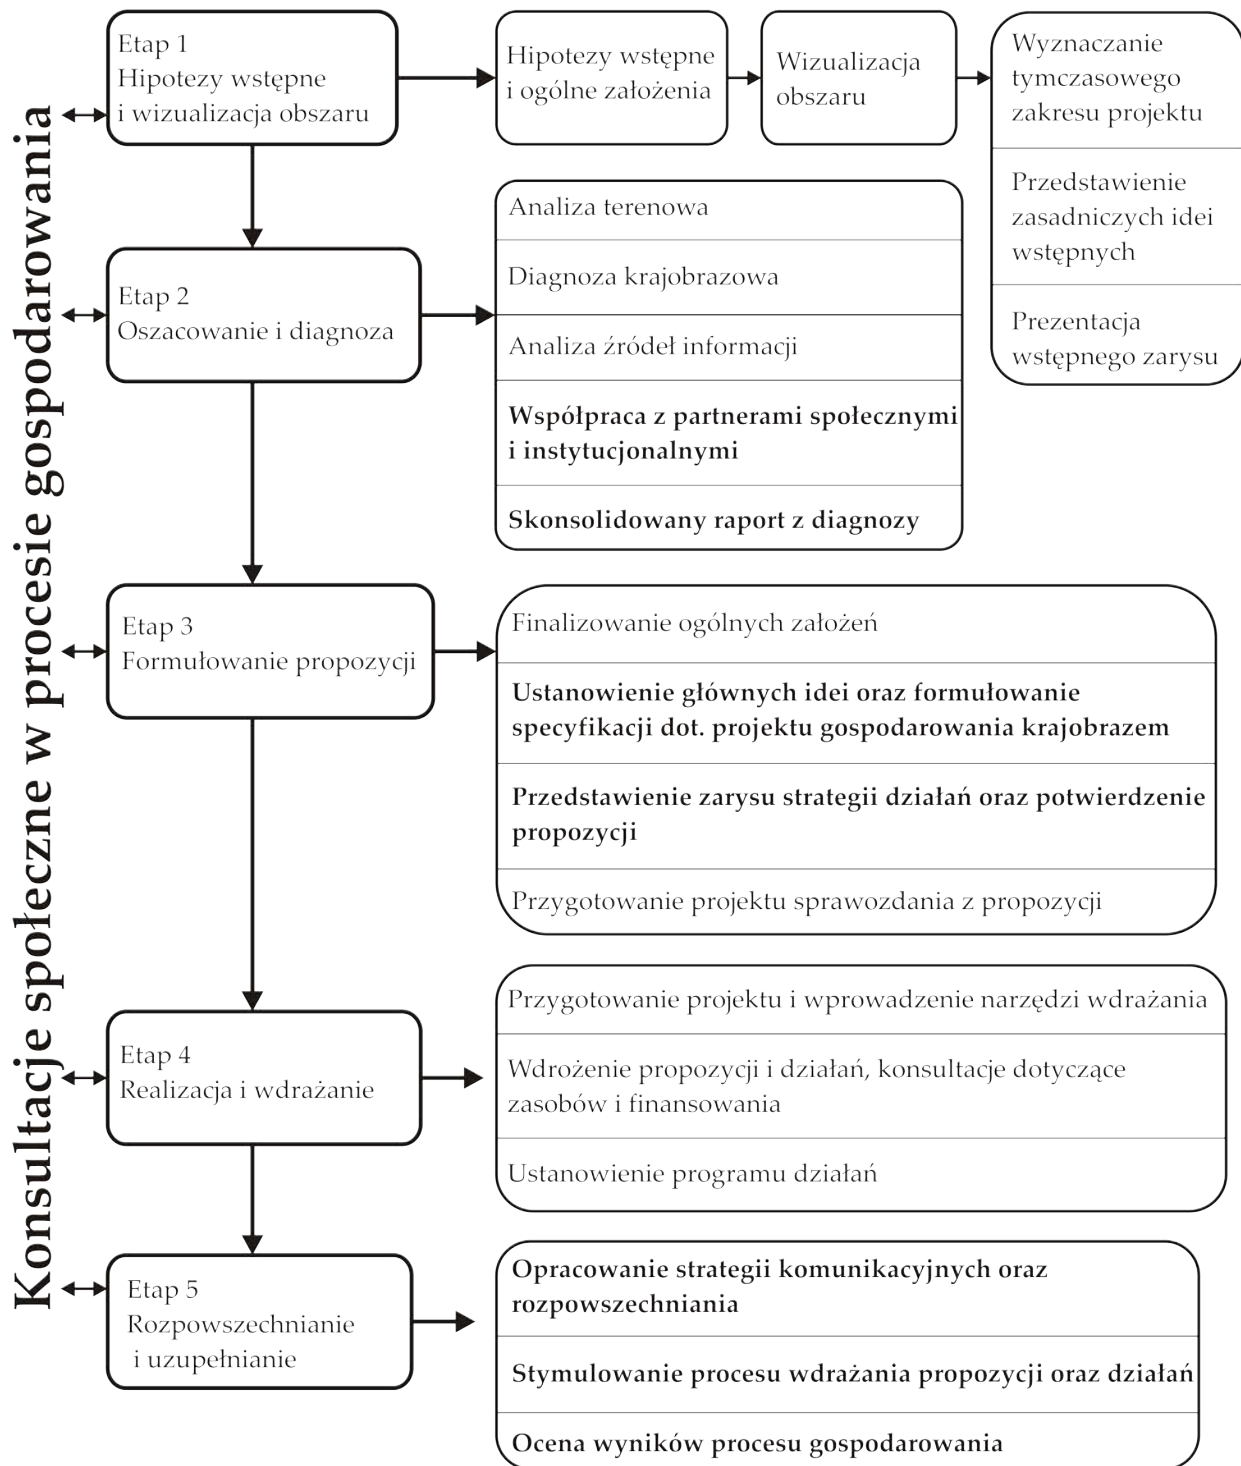 Konsultacje społeczne w procesie gospodarowania
Etap 1
Hipotezy wstępne
i wizualizacja obszaru
Hipotezy wstępne
i ogólne założenia
Wizualizacja
obszaru
Wyznaczanie
tymczasowego
zakresu projektu
Przedstawienie
zasadniczych idei
wstępnych
Prezentacja
wstępnego zarysu
Etap 2
Oszacowanie i diagnoza
Analiza terenowa
Diagnoza krajobrazowa
Analiza źródeł informacji
Współpraca z partnerami społecznymi
i instytucjonalnymi
Skonsolidowany raport z diagnozy
Etap 3
Formułowanie propozycji
Finalizowanie ogólnych założeń
Ustanowienie głównych idei oraz formułowanie
specyfikacji dot. projektu gospodarowania krajobrazem
Przedstawienie zarysu strategii działań oraz potwierdzenie
propozycji
Przygotowanie projektu sprawozdania z propozycji
Etap 4
Realizacja i wdrażanie
Przygotowanie projektu i wprowadzenie narzędzi wdrażania
Wdrożenie propozycji i działań, konsultacje dotyczące
zasobów i finansowania
Ustanowienie programu działań
Etap 5
Rozpowszechnianie
i uzupełnianie
Opracowanie strategii komunikacyjnych oraz
rozpowszechniania
Stymulowanie procesu wdrażania propozycji oraz działań
Ocena wyników procesu gospodarowania